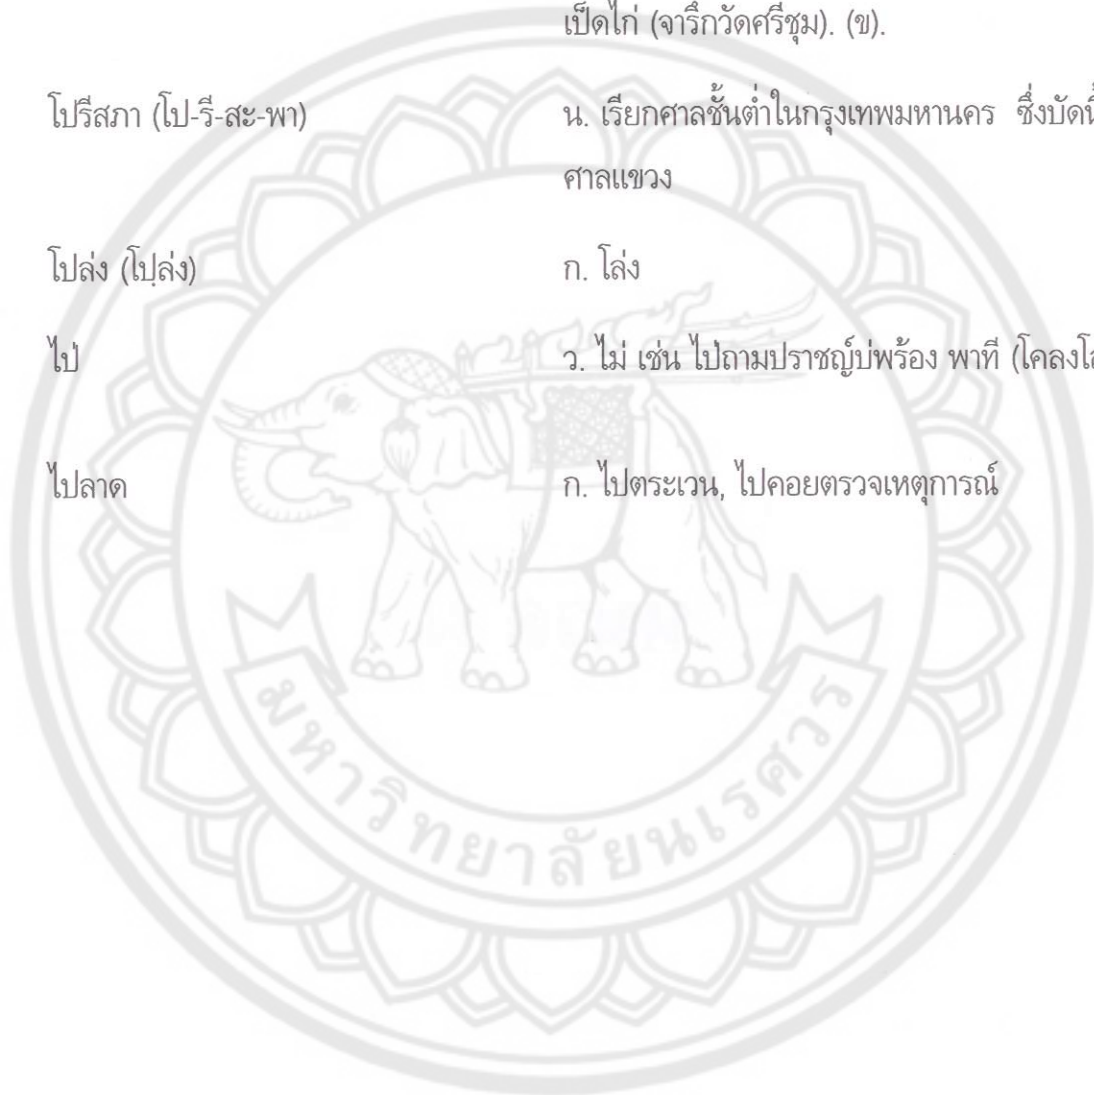 เป็ดไก่ (จารึกวัดศรีชุม). (ข).
โปรีสภา (โป-รี-สะ-พา) น. เรียกศาลชั้นต่ำในกรุงเทพมหานคร ซึ่งบัดนี้
ศาลแขวง
โปล่ง (โปฺล่ง) ก. โล่ง
ไป่ ว. ไม่ เช่น ไป่ถามปราชญ์บ่พร้อง พาที
ไปลาด ก. ไปตระเวน, ไปคอยตรวจเหตุการณ์
มหาวิทยาลัยนเรศวร